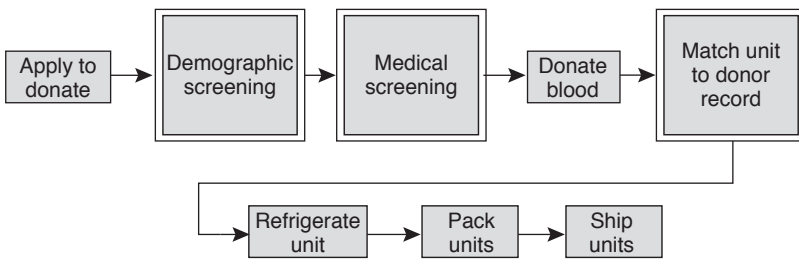 Apply to
donate
Demographic
screening
Medical
screening
Donate
blood
Match unit
to donor
record
Refrigerate
unit
Pack
units
Ship
units